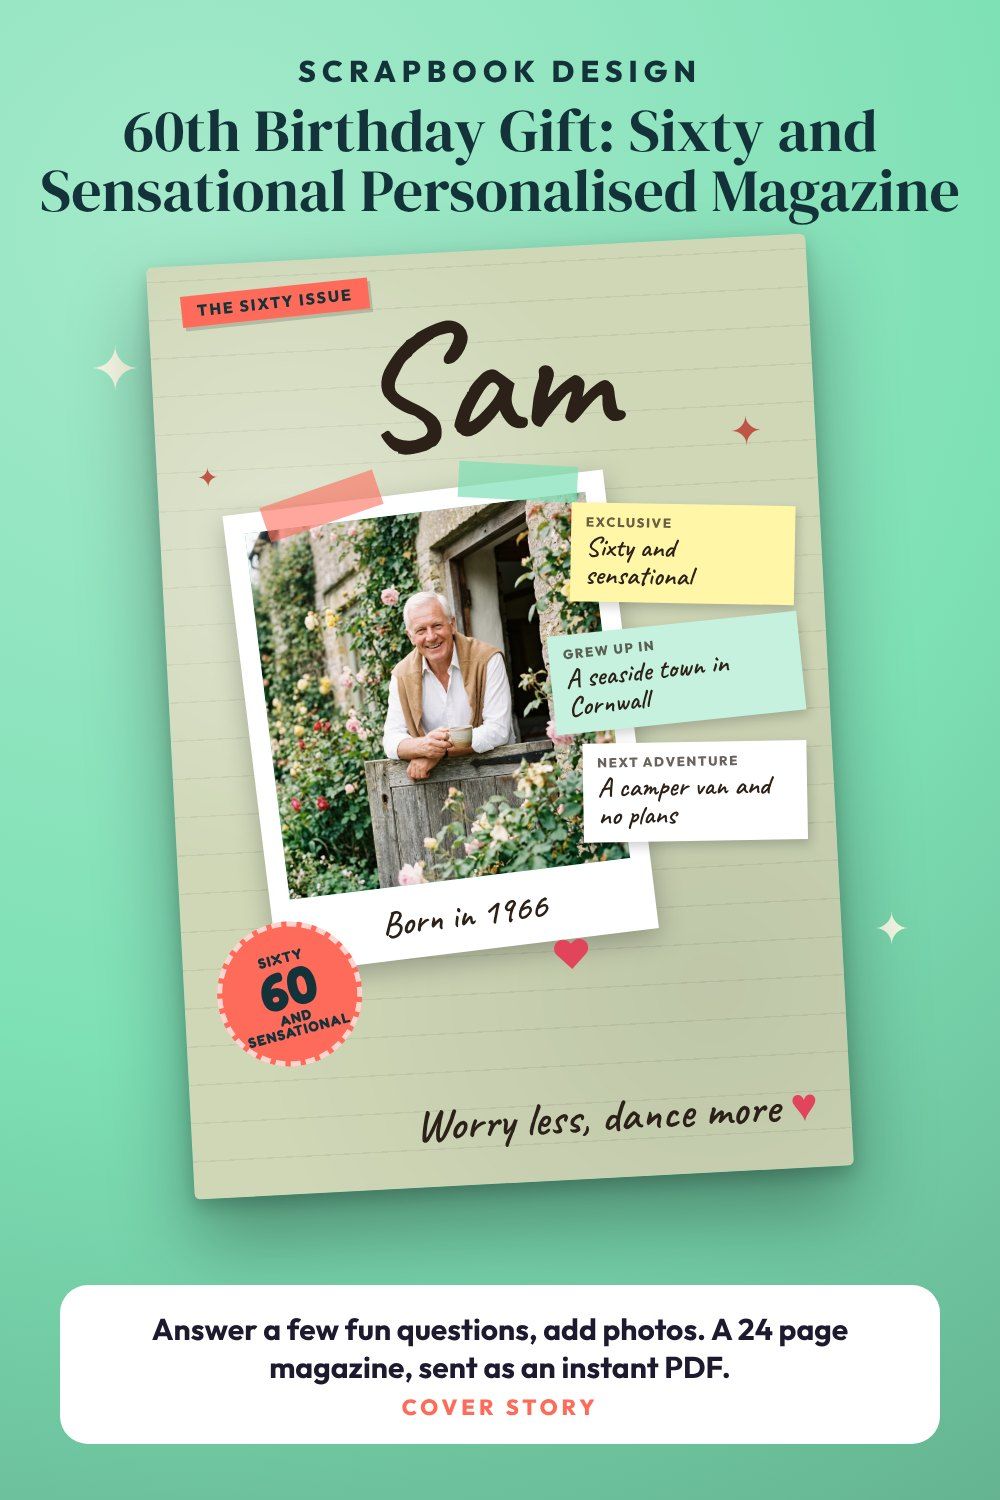 SCRAPBOOK DESIGN
60th Birthday Gift: Sixty and
Sensational Personalised Magazine
THE SIXTY ISSUE
Sam
EXCLUSIVE
Sixty and
sensational
GREW UP IN
A seaside town in
Cornwall
NEXT ADVENTURE
A camper van and
no plans
Born in 1966
SIXTY
60
AND
SENSATIONAL
Worry less, dance more ♥
Answer a few fun questions, add photos. A 24 page
magazine, sent as an instant PDF.
COVER STORY